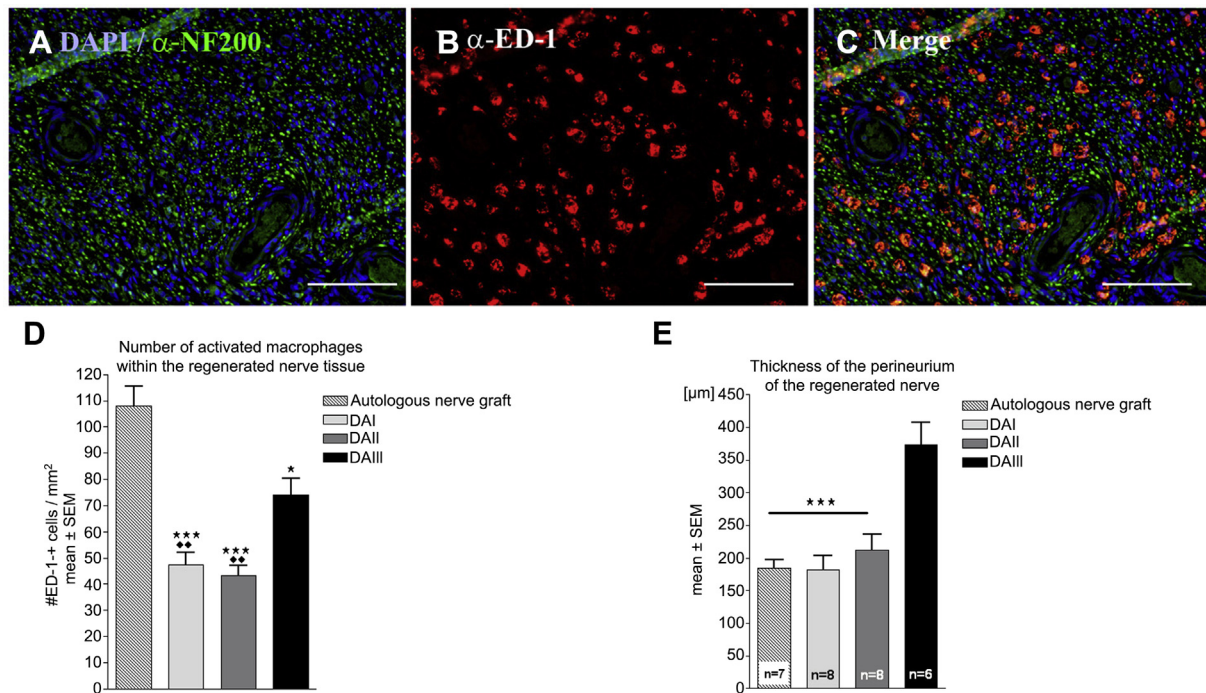 A DAPI / α-NF200
B α-ED-1
C Merge
D
Number of activated macrophages
within the regenerated nerve tissue
120
110
100
90
80
70
60
50
40
30
20
10
0
#ED-1-+ cells / mm²
mean ± SEM
★★★
◆◆
★★★
◆◆
★
Autologous nerve graft
DAI
DAII
DAIII
E
Thickness of the perineurium
of the regenerated nerve
[µm]
450
400
350
300
250
200
150
100
50
0
mean ± SEM
★★★
n=7
n=8
n=8
n=6
Autologous nerve graft
DAI
DAII
DAIII